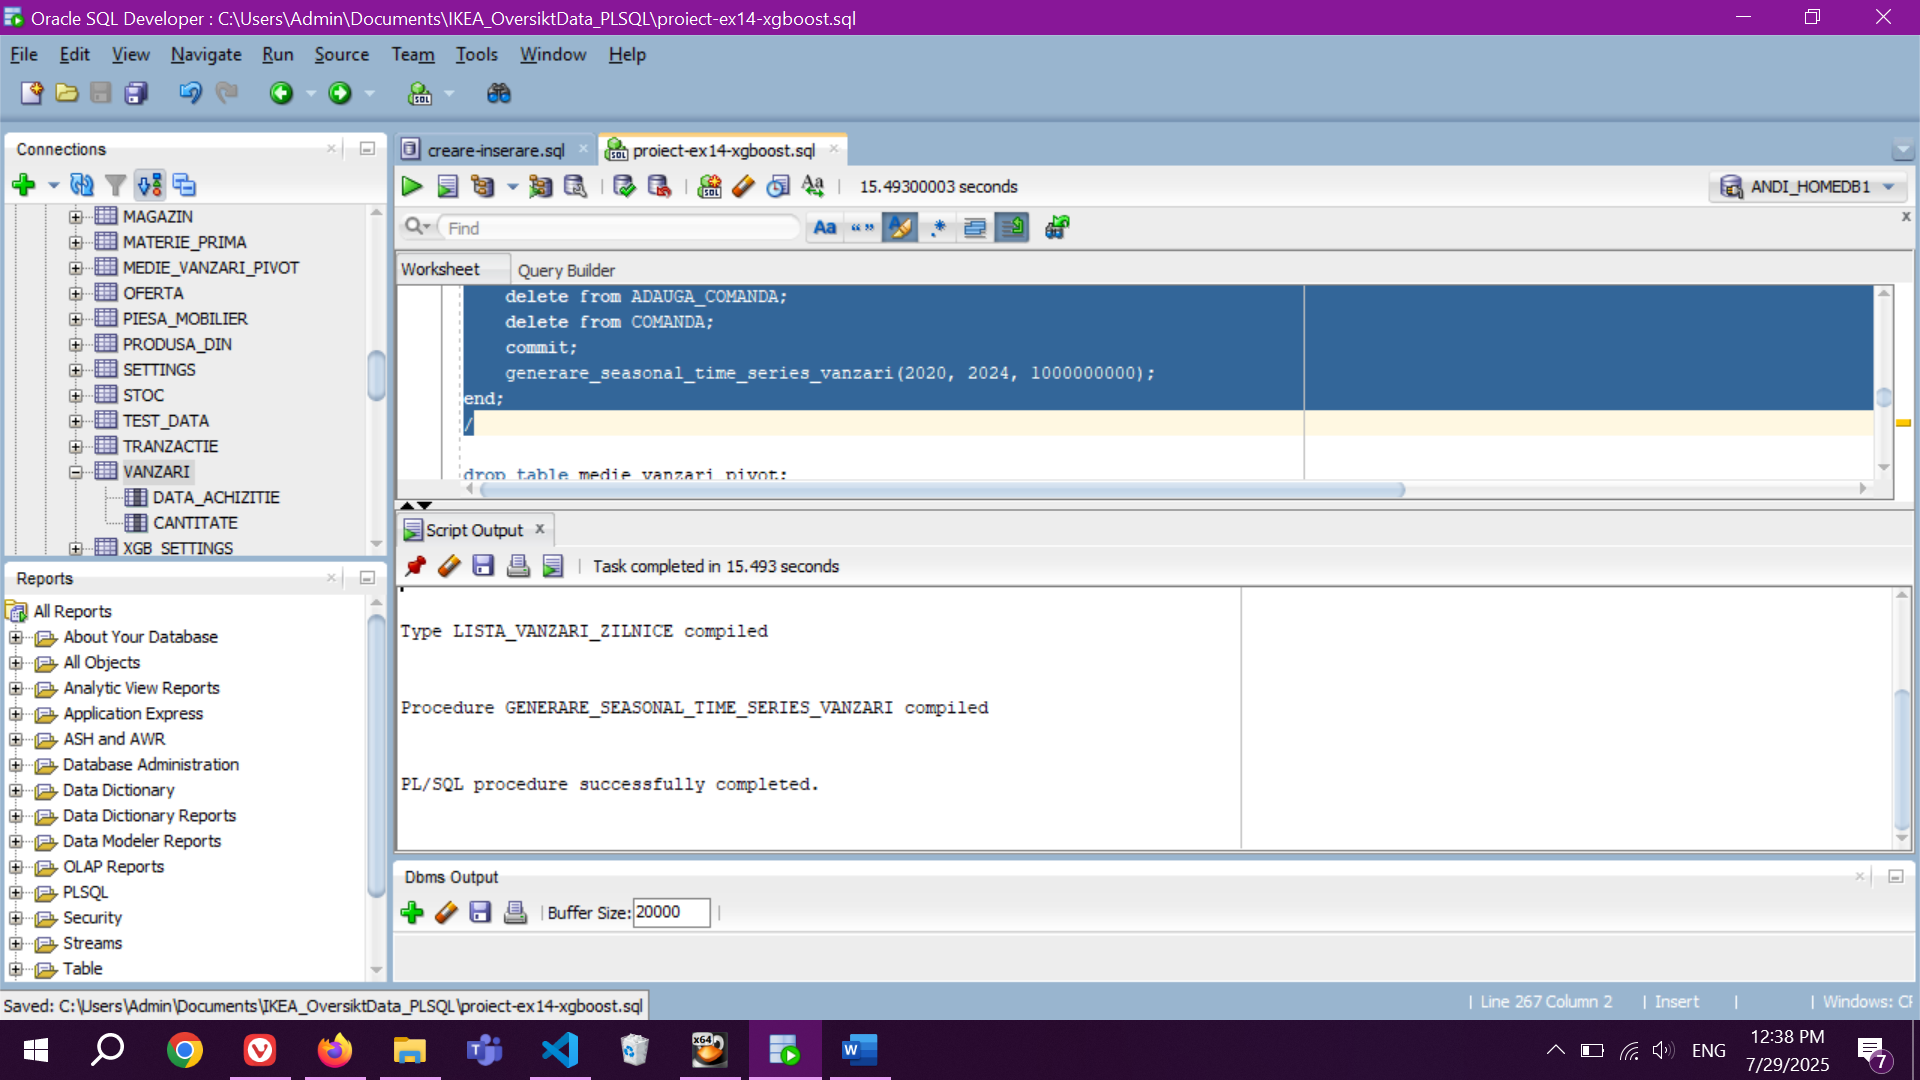 Oracle SQL Developer : C:\Users\Admin\Documents\IKEA_OversiktData_PLSQL\proiect-ex14-xgboost.sql
File Edit View Navigate Run Source Team Tools Window Help
Connections
MAGAZIN
MATERIE_PRIMA
MEDIE_VANZARI_PIVOT
OFERTA
PIESA_MOBILIER
PRODUSA_DIN
SETTINGS
STOC
TEST_DATA
TRANZACTIE
VANZARI
DATA_ACHIZITIE
CANTITATE
XGB_SETTINGS
Reports
All Reports
About Your Database
All Objects
Analytic View Reports
Application Express
ASH and AWR
Database Administration
Data Dictionary
Data Dictionary Reports
Data Modeler Reports
OLAP Reports
PLSQL
Security
Streams
Table
creare-inserare.sql
proiect-ex14-xgboost.sql
15.49300003 seconds
ANDI_HOMEDB1
Find
Worksheet Query Builder
delete from ADAUGA_COMANDA;
delete from COMANDA;
commit;
generare_seasonal_time_series_vanzari(2020, 2024, 1000000000);
end;
/
drop table medie_vanzari_pivot;
Script Output
Task completed in 15.493 seconds
Type LISTA_VANZARI_ZILNICE compiled
Procedure GENERARE_SEASONAL_TIME_SERIES_VANZARI compiled
PL/SQL procedure successfully completed.
Dbms Output
Buffer Size: 20000
Saved: C:\Users\Admin\Documents\IKEA_OversiktData_PLSQL\proiect-ex14-xgboost.sql
Line 267 Column 2 Insert Windows:
ENG
12:38 PM
7/29/2025
7